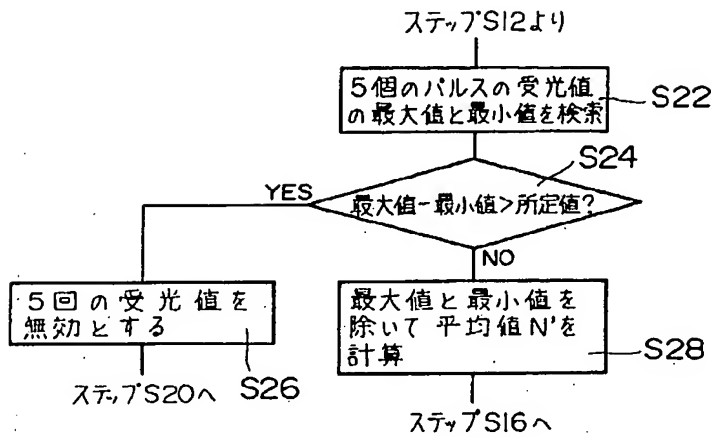 ステップS12より
5個のパルスの受光値
の最大値と最小値を検索
S22
S24
最大値-最小値>所定値?
YES
NO
5回の受光値を
無効とする
S26
ステップS20へ
最大値と最小値を
除いて平均値N'を
計算
S28
ステップS16へ